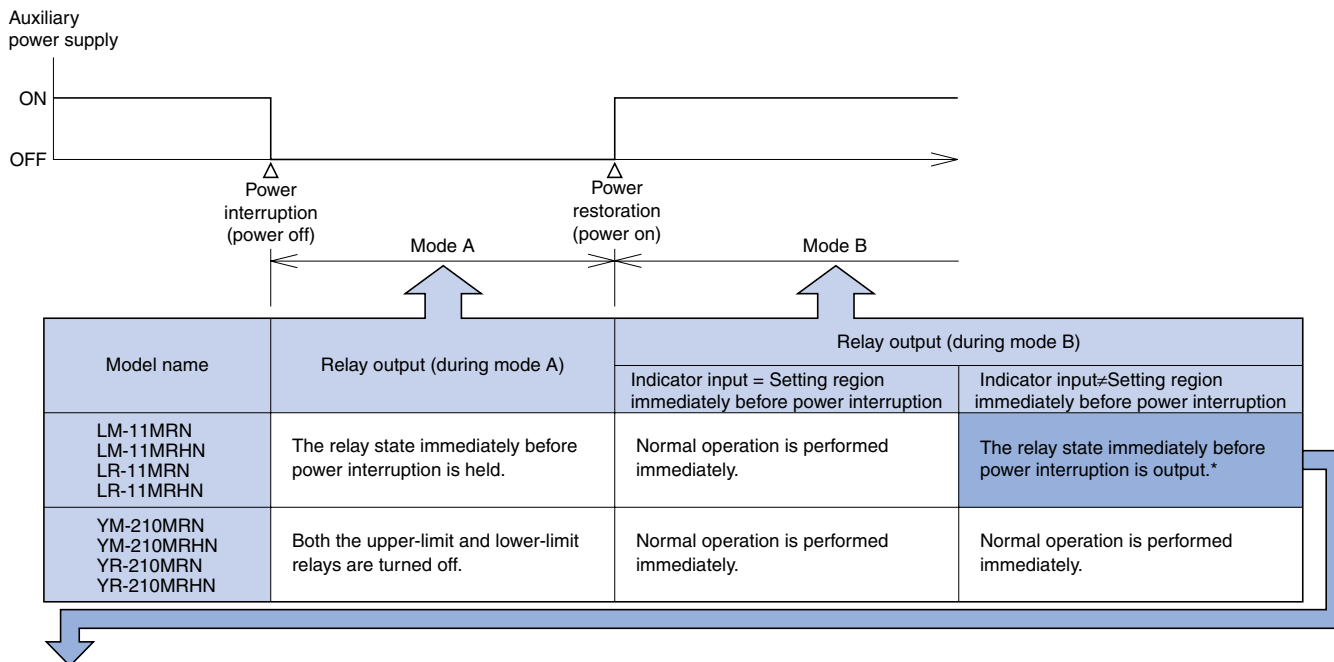 Auxiliary
power supply
ON
OFF
Power
interruption
(power off)
Power
restoration
(power on)
Mode A
Mode B
Model name
Relay output (during mode A)
Relay output (during mode B)
Indicator input = Setting region
immediately before power interruption
Indicator input≠Setting region
immediately before power interruption
LM-11MRN
LM-11MRHN
LR-11MRN
LR-11MRHN
The relay state immediately before
power interruption is held.
Normal operation is performed
immediately.
The relay state immediately before
power interruption is output.*
YM-210MRN
YM-210MRHN
YR-210MRN
YR-210MRHN
Both the upper-limit and lower-limit
relays are turned off.
Normal operation is performed
immediately.
Normal operation is performed
immediately.